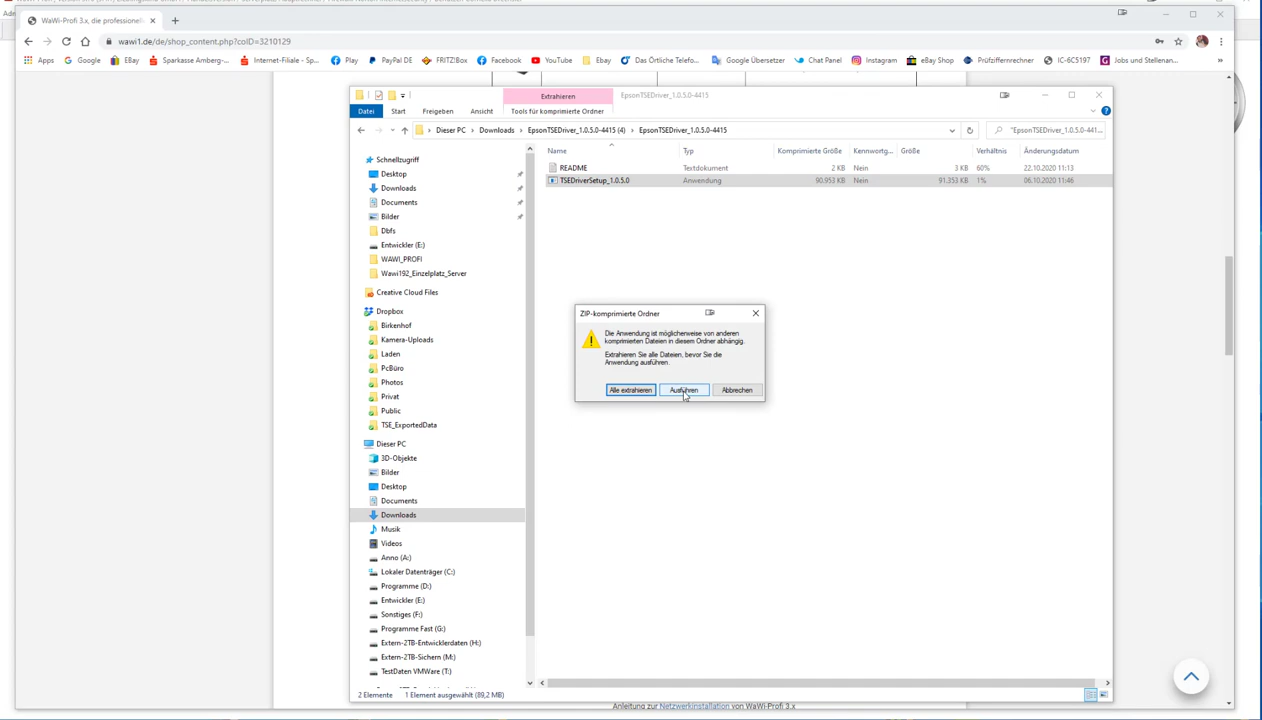 WaWi-Profi 3.x, die professionel
wawi1.de/de/shop_content.php?coID=3210129
Apps Google EBay Sparkasse Amberg-... Internet-Filiale - Sp... Play PayPal DE FRITZ!Box Facebook YouTube Ebay Das Örtliche Telefo... Google Übersetzer Chat Panel Instagram eBay Shop Prüfziffernrechner IC-6C5197 Jobs und Stellenan... »
Extrahieren EpsonTSEDriver_1.0.5.0-4415
Datei Start Freigeben Ansicht Tools für komprimierte Ordner
Dieser PC Downloads EpsonTSEDriver_1.0.5.0-4415 (4) EpsonTSEDriver_1.0.5.0-4415 "EpsonTSEDriver_1.0.5.0-441...
Name Typ Komprimierte Größe Kennwortg... Größe Verhältnis Änderungsdatum
README Textdokument 2 KB Nein 3 KB 60% 22.10.2020 11:13
TSEDriverSetup_1.0.5.0 Anwendung 90.953 KB Nein 91.353 KB 1% 06.10.2020 11:46
Schnellzugriff
Desktop
Downloads
Documents
Bilder
Dbfs
Entwickler (E:)
WAWI_PROFI
Wawi192_Einzelplatz_Server
Creative Cloud Files
Dropbox
Birkenhof
Kamera-Uploads
Laden
PcBüro
Photos
Privat
Public
TSE_ExportedData
Dieser PC
3D-Objekte
Bilder
Desktop
Documents
Downloads
Musik
Videos
Anno (A:)
Lokaler Datenträger (C:)
Programme (D:)
Entwickler (E:)
Sonstiges (F:)
Programme Fast (G:)
Extern-2TB-Entwicklerdaten (H:)
Extern-2TB-Sichern (M:)
TestDaten VMWare (T:)
ZIP-komprimierte Ordner
Die Anwendung ist möglicherweise von anderen
komprimierten Dateien in diesem Ordner abhängig.
Extrahieren Sie alle Dateien, bevor Sie die
Anwendung ausführen.
Alle extrahieren Ausführen Abbrechen
2 Elemente 1 Element ausgewählt (89,2 MB)
Anleitung zur Netzwerkinstallation von WaWi-Profi 3.x